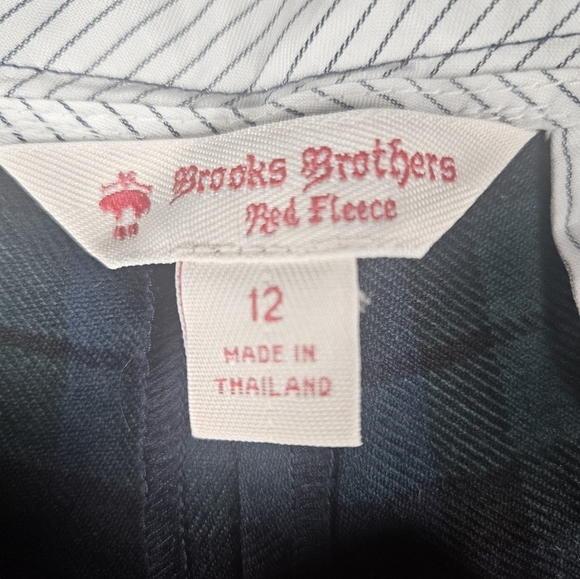 Brooks Brothers
Red Fleece
12
MADE IN
THAILAND